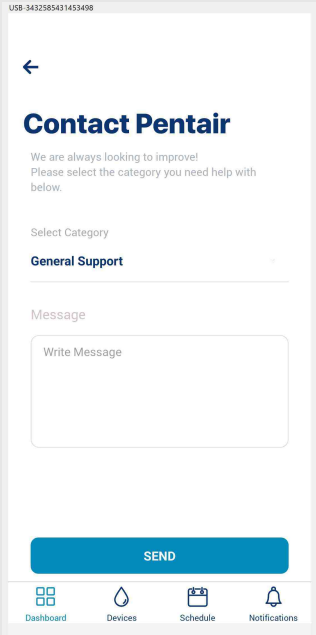 USB-3432585431453498
Contact Pentair
We are always looking to improve!
Please select the category you need help with
below.
Select Category
General Support
Message
Write Message
SEND
Dashboard Devices Schedule Notifications